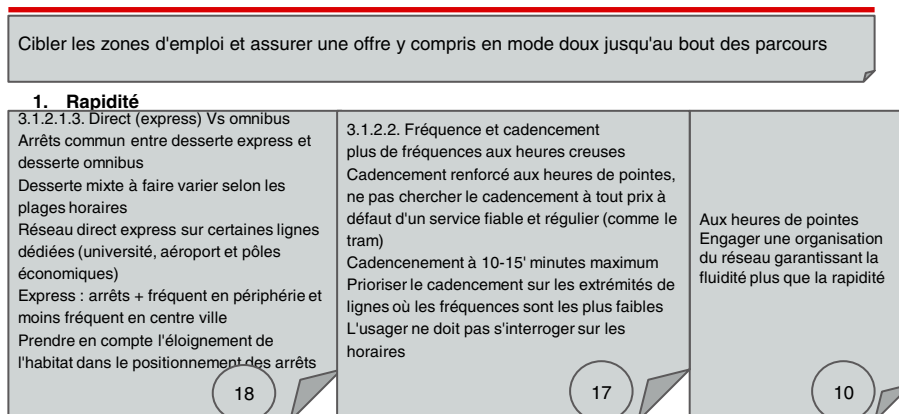 Cibler les zones d'emploi et assurer une offre y compris en mode doux jusqu'au bout des parcours
1. Rapidité
3.1.2.1.3. Direct (express) Vs omnibus
Arrêts commun entre desserte express et
desserte omnibus
Desserte mixte à faire varier selon les
plages horaires
Réseau direct express sur certaines lignes
dédiées (université, aéroport et pôles
économiques)
Express : arrêts + fréquent en périphérie et
moins fréquent en centre ville
Prendre en compte l'éloignement de
l'habitat dans le positionnement des arrêts
18
3.1.2.2. Fréquence et cadencement
plus de fréquences aux heures creuses
Cadencement renforcé aux heures de pointes,
ne pas chercher le cadencement à tout prix à
défaut d'un service fiable et régulier (comme le
tram)
Cadencenement à 10-15' minutes maximum
Prioriser le cadencement sur les extrémités de
lignes où les fréquences sont les plus faibles
L'usager ne doit pas s'interroger sur les
horaires
17
Aux heures de pointes
Engager une organisation
du réseau garantissant la
fluidité plus que la rapidité
10